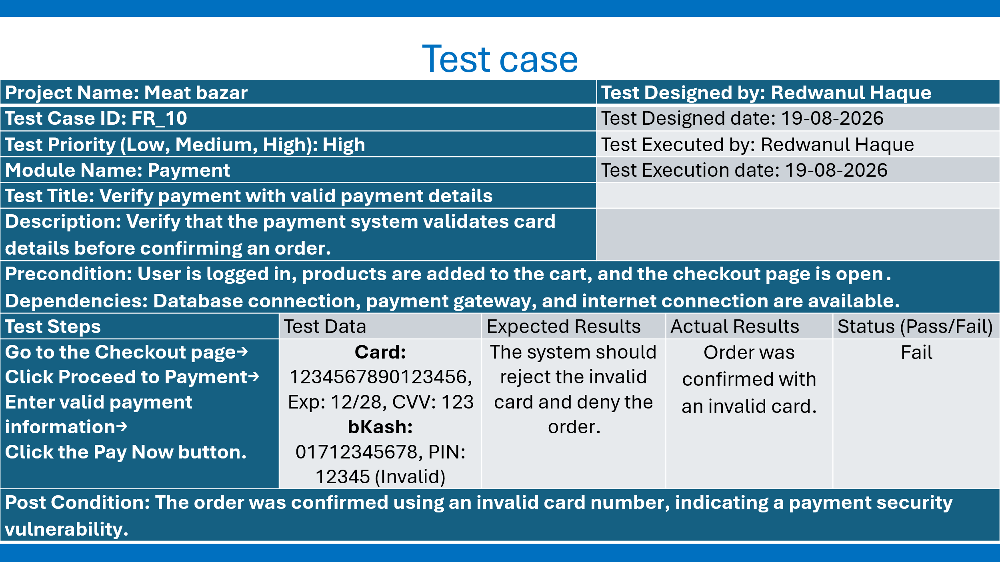 Test case
Project Name: Meat bazar
Test Designed by: Redwanul Haque
Test Case ID: FR_10
Test Designed date: 19-08-2026
Test Priority (Low, Medium, High): High
Test Executed by: Redwanul Haque
Module Name: Payment
Test Execution date: 19-08-2026
Test Title: Verify payment with valid payment details
Description: Verify that the payment system validates card
details before confirming an order.
Precondition: User is logged in, products are added to the cart, and the checkout page is open.
Dependencies: Database connection, payment gateway, and internet connection are available.
Test Steps
Test Data
Expected Results
Actual Results
Status (Pass/Fail)
Go to the Checkout page→
Click Proceed to Payment→
Enter valid payment
information→
Click the Pay Now button.
Card:
1234567890123456,
Exp: 12/28, CVV: 123
bKash:
01712345678, PIN:
12345 (Invalid)
The system should
reject the invalid
card and deny the
order.
Order was
confirmed with
an invalid card.
Fail
Post Condition: The order was confirmed using an invalid card number, indicating a payment security
vulnerability.